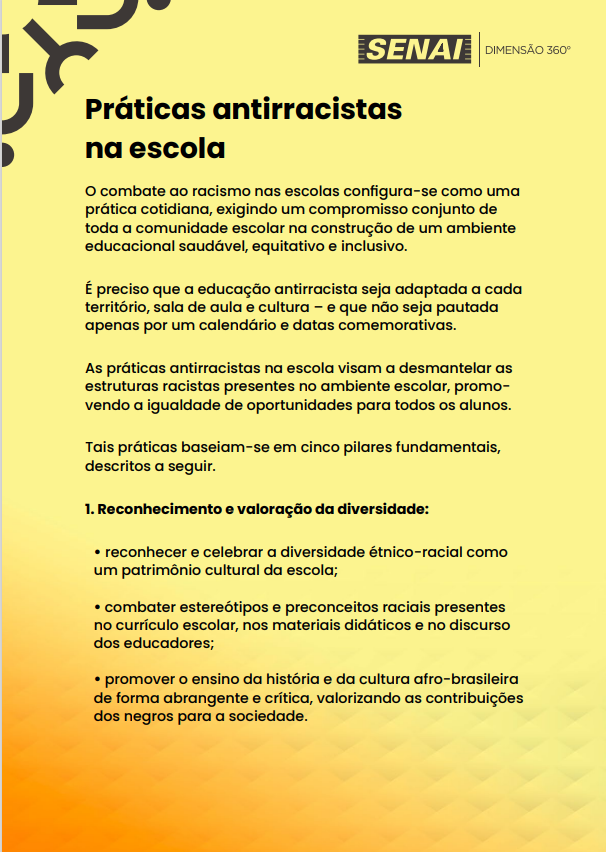 SENAI DIMENSÃO 360°
Práticas antirracistas
na escola
O combate ao racismo nas escolas configura-se como uma
prática cotidiana, exigindo um compromisso conjunto de
toda a comunidade escolar na construção de um ambiente
educacional saudável, equitativo e inclusivo.
É preciso que a educação antirracista seja adaptada a cada
território, sala de aula e cultura – e que não seja pautada
apenas por um calendário e datas comemorativas.
As práticas antirracistas na escola visam a desmantelar as
estruturas racistas presentes no ambiente escolar, promo-
vendo a igualdade de oportunidades para todos os alunos.
Tais práticas baseiam-se em cinco pilares fundamentais,
descritos a seguir.
1. Reconhecimento e valoração da diversidade:
• reconhecer e celebrar a diversidade étnico-racial como
um patrimônio cultural da escola;
• combater estereótipos e preconceitos raciais presentes
no currículo escolar, nos materiais didáticos e no discurso
dos educadores;
• promover o ensino da história e da cultura afro-brasileira
de forma abrangente e crítica, valorizando as contribuições
dos negros para a sociedade.